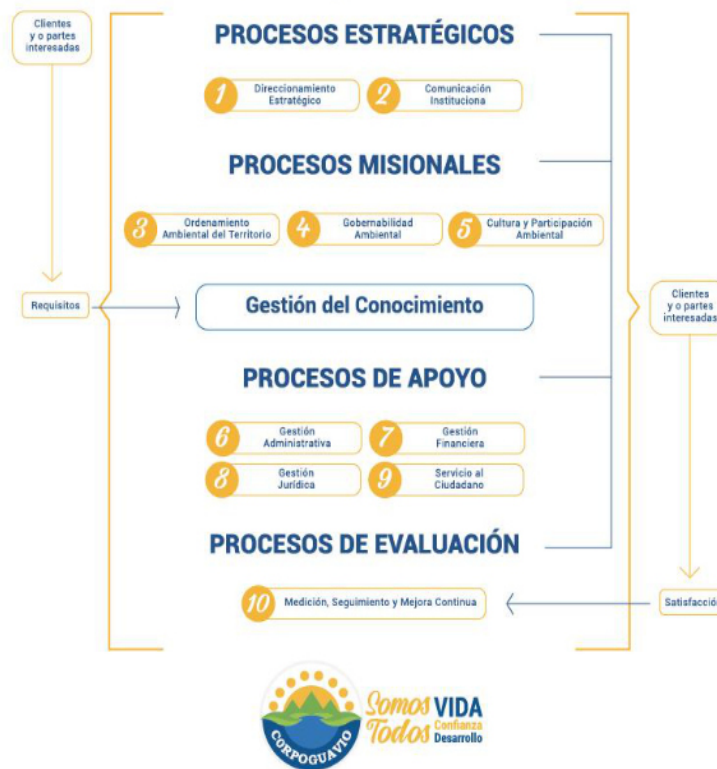 Clientes
y o partes
interesadas
PROCESOS ESTRATÉGICOS
1
Direccionamiento
Estratégico
2
Comunicación
Instituciona
PROCESOS MISIONALES
3
Ordenamiento
Ambiental del Territorio
4
Gobernabilidad
Ambiental
5
Cultura y Participación
Ambiental
Requisitos
Gestión del Conocimiento
Clientes
y o partes
interesadas
PROCESOS DE APOYO
6
Gestión
Administrativa
7
Gestión
Financiera
8
Gestión
Jurídica
9
Servicio al
Ciudadano
PROCESOS DE EVALUACIÓN
10
Medición, Seguimiento y Mejora Continua
Satisfacción
CORPOGUAVIO
Somos VIDA
Todos Confianza
Desarrollo